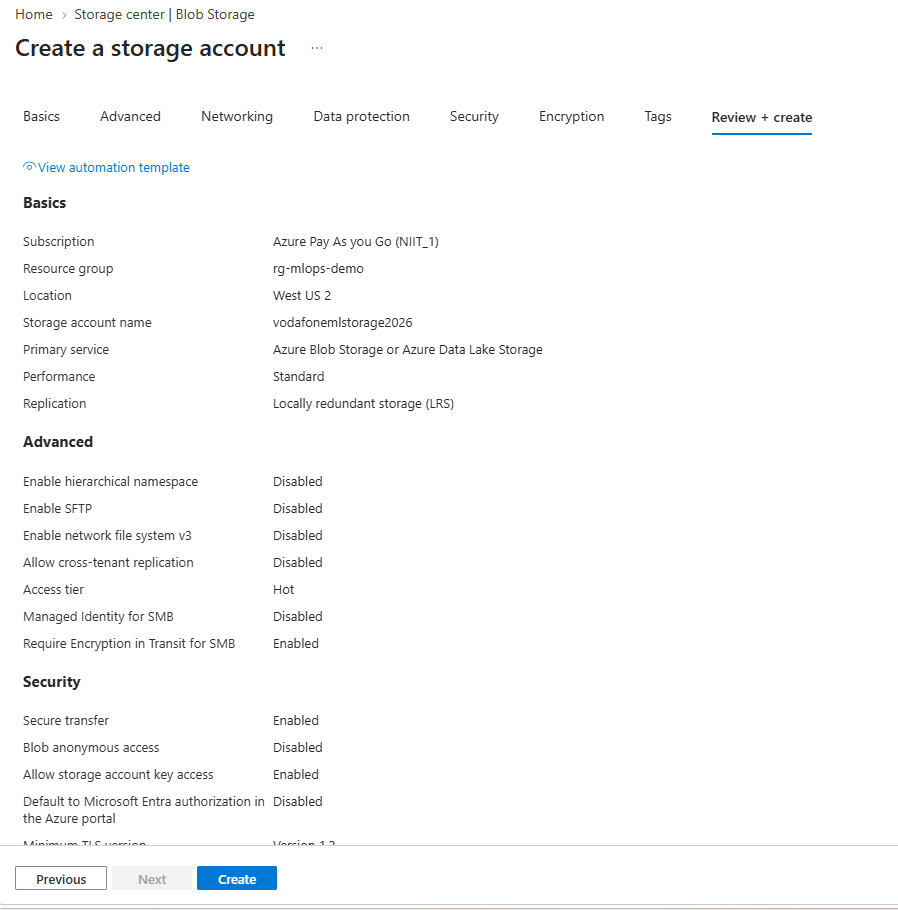 Home > Storage center | Blob Storage
Create a storage account ...
Basics Advanced Networking Data protection Security Encryption Tags Review + create
View automation template
Basics
Subscription Azure Pay As you Go (NIIT_1)
Resource group rg-mlops-demo
Location West US 2
Storage account name vodafonemlstorage2026
Primary service Azure Blob Storage or Azure Data Lake Storage
Performance Standard
Replication Locally redundant storage (LRS)
Advanced
Enable hierarchical namespace Disabled
Enable SFTP Disabled
Enable network file system v3 Disabled
Allow cross-tenant replication Disabled
Access tier Hot
Managed Identity for SMB Disabled
Require Encryption in Transit for SMB Enabled
Security
Secure transfer Enabled
Blob anonymous access Disabled
Allow storage account key access Enabled
Default to Microsoft Entra authorization in Disabled
the Azure portal
Minimum TLS version Version 1.2
Previous Next Create